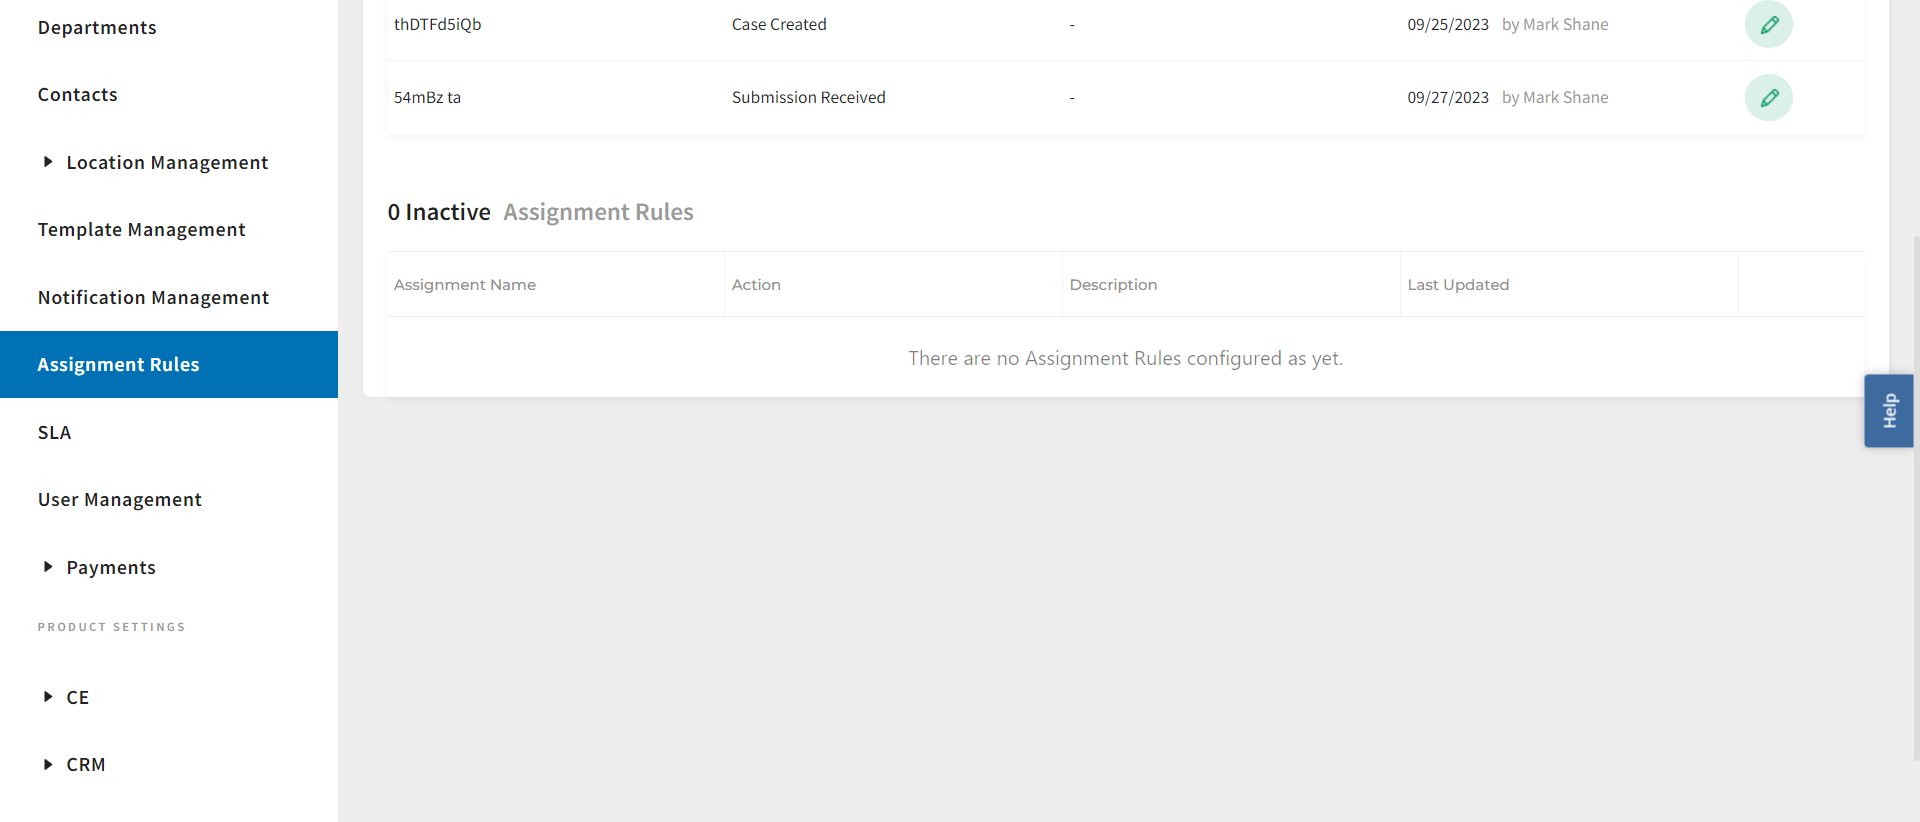 Departments
Contacts
Location Management
Template Management
Notification Management
Assignment Rules
SLA
User Management
Payments
PRODUCT SETTINGS
CE
CRM
thDTFd5iQb Case Created - 09/25/2023 by Mark Shane
54mBz ta Submission Received - 09/27/2023 by Mark Shane
0 Inactive Assignment Rules
Assignment Name Action Description Last Updated
There are no Assignment Rules configured as yet.
Help